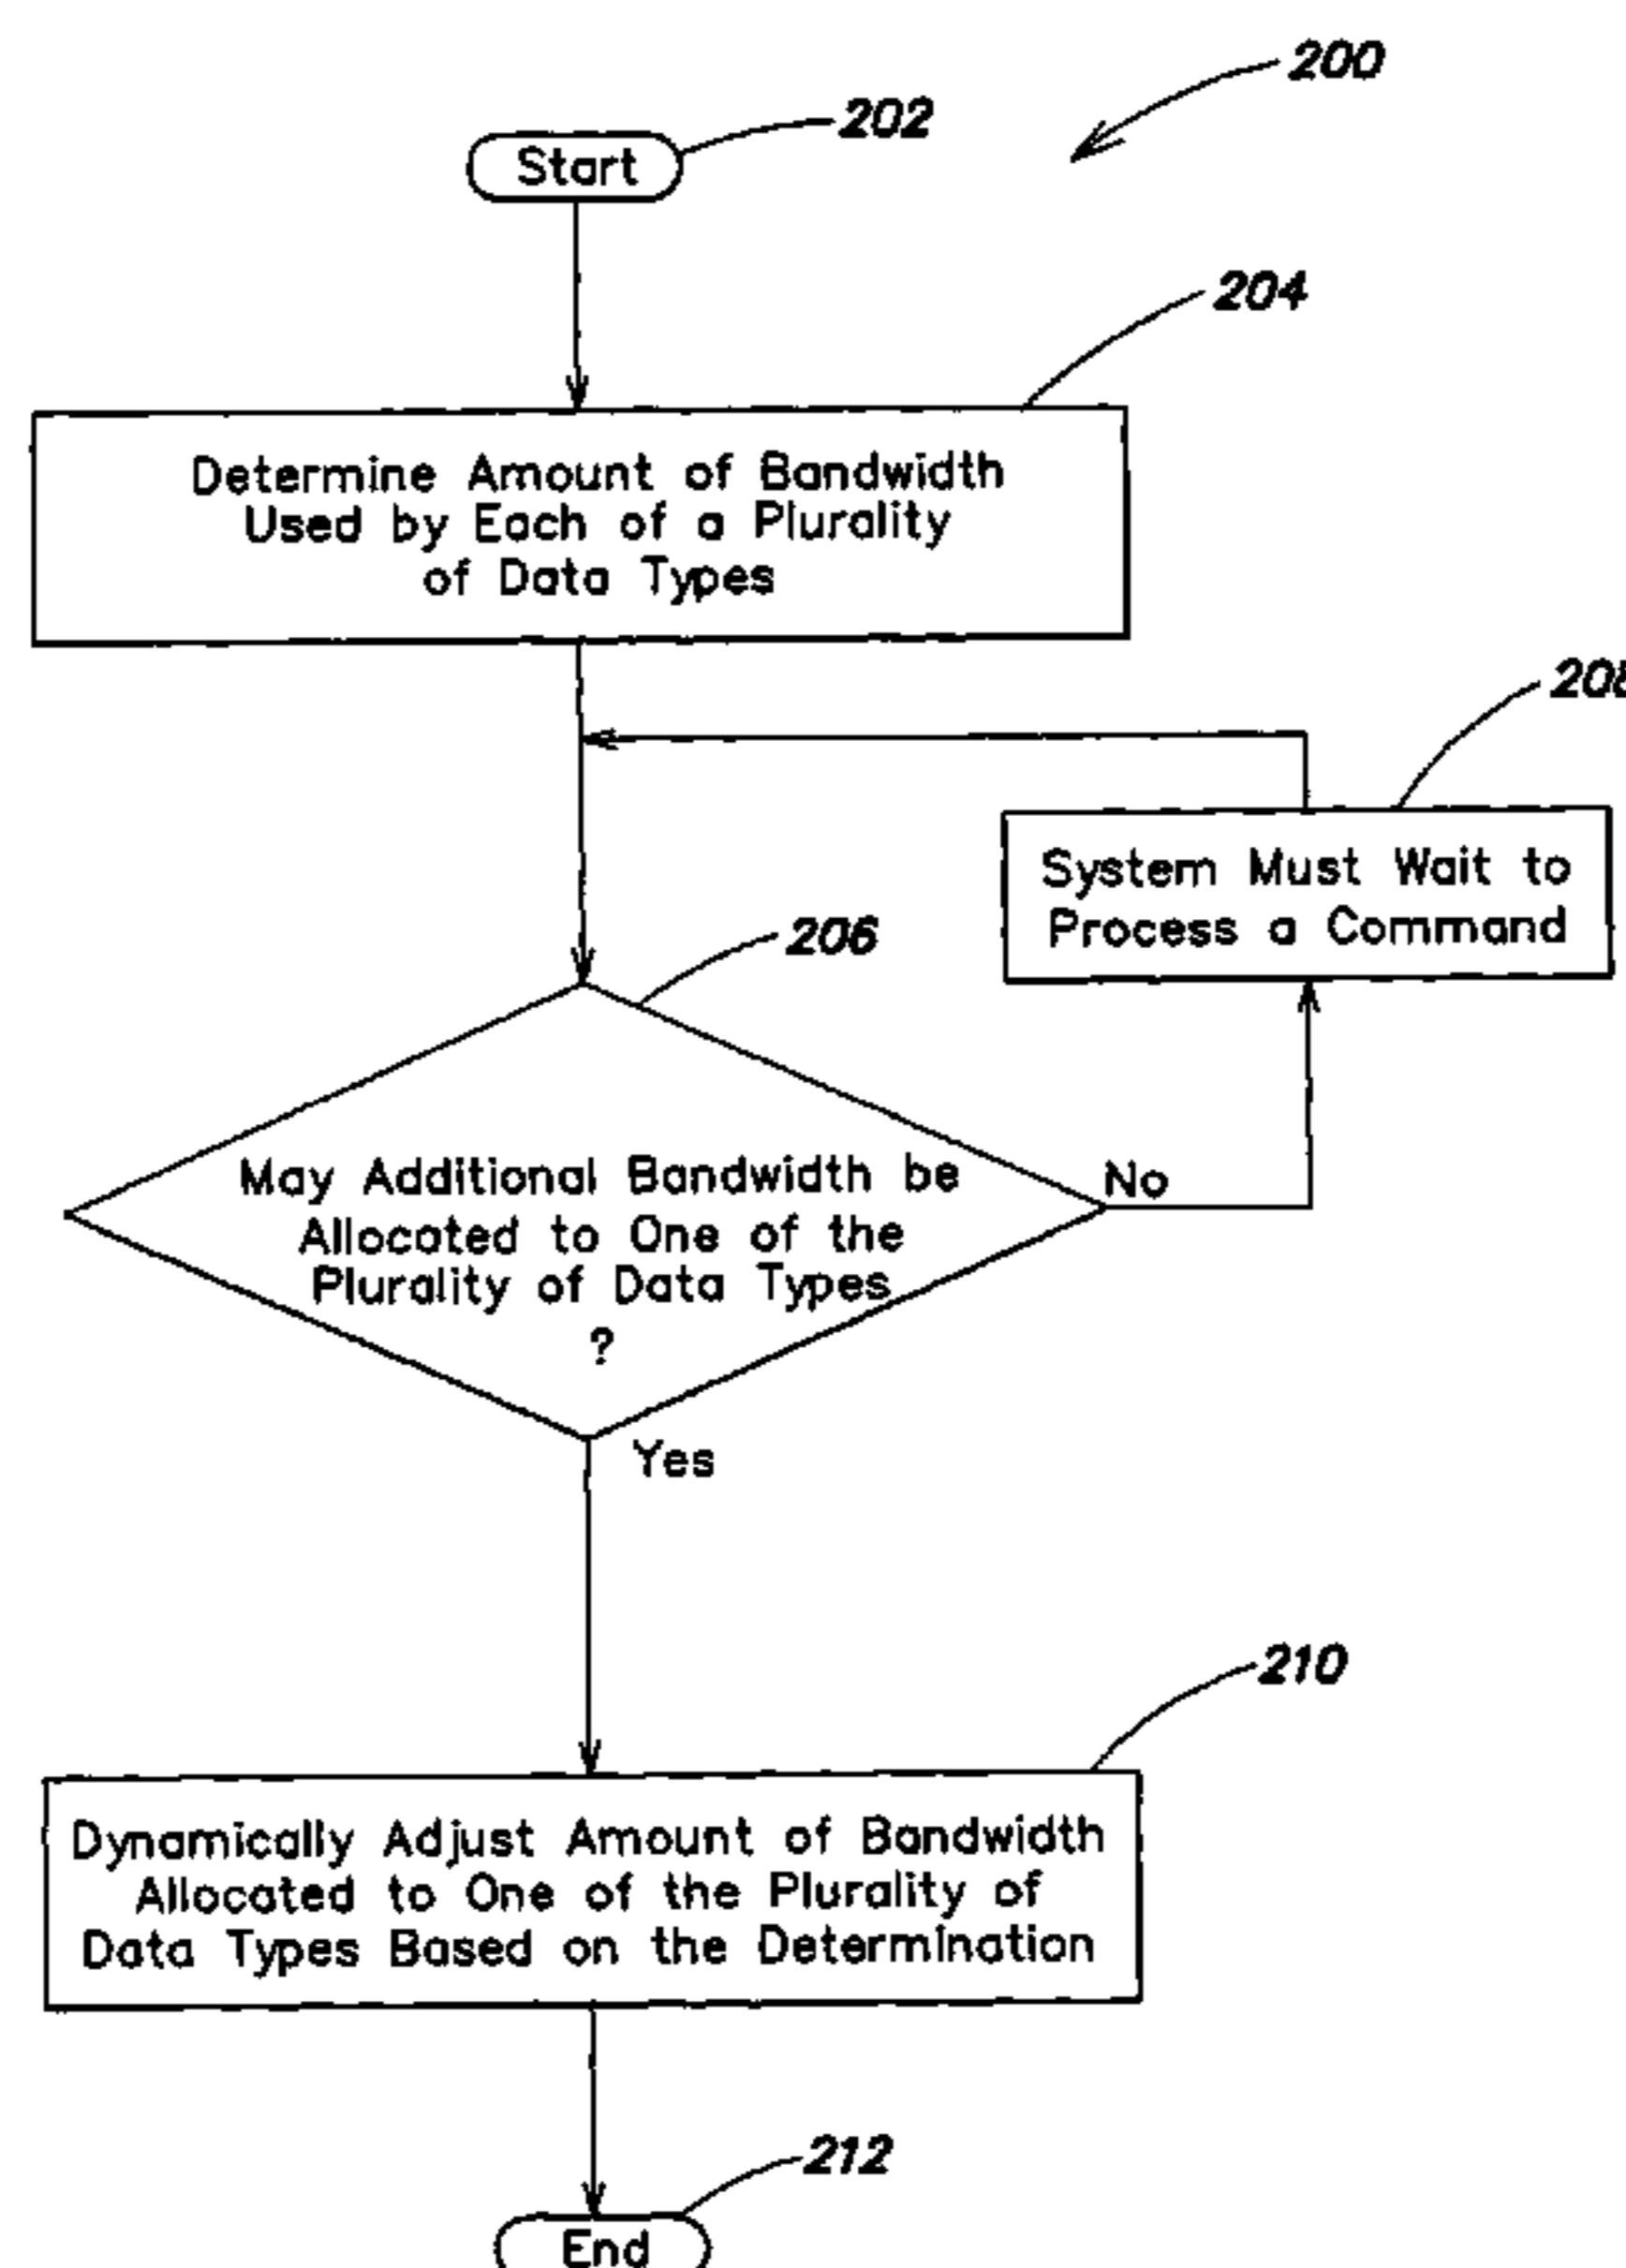 200
202
Start
204
Determine Amount of Bandwidth
Used by Each of a Plurality
of Data Types
System Must Wait to
Process a Command
206
May Additional Bandwidth be
Allocated to One of the
Plurality of Data Types
?
No
Yes
210
Dynamically Adjust Amount of Bandwidth
Allocated to One of the Plurality of
Data Types Based on the Determination
212
End